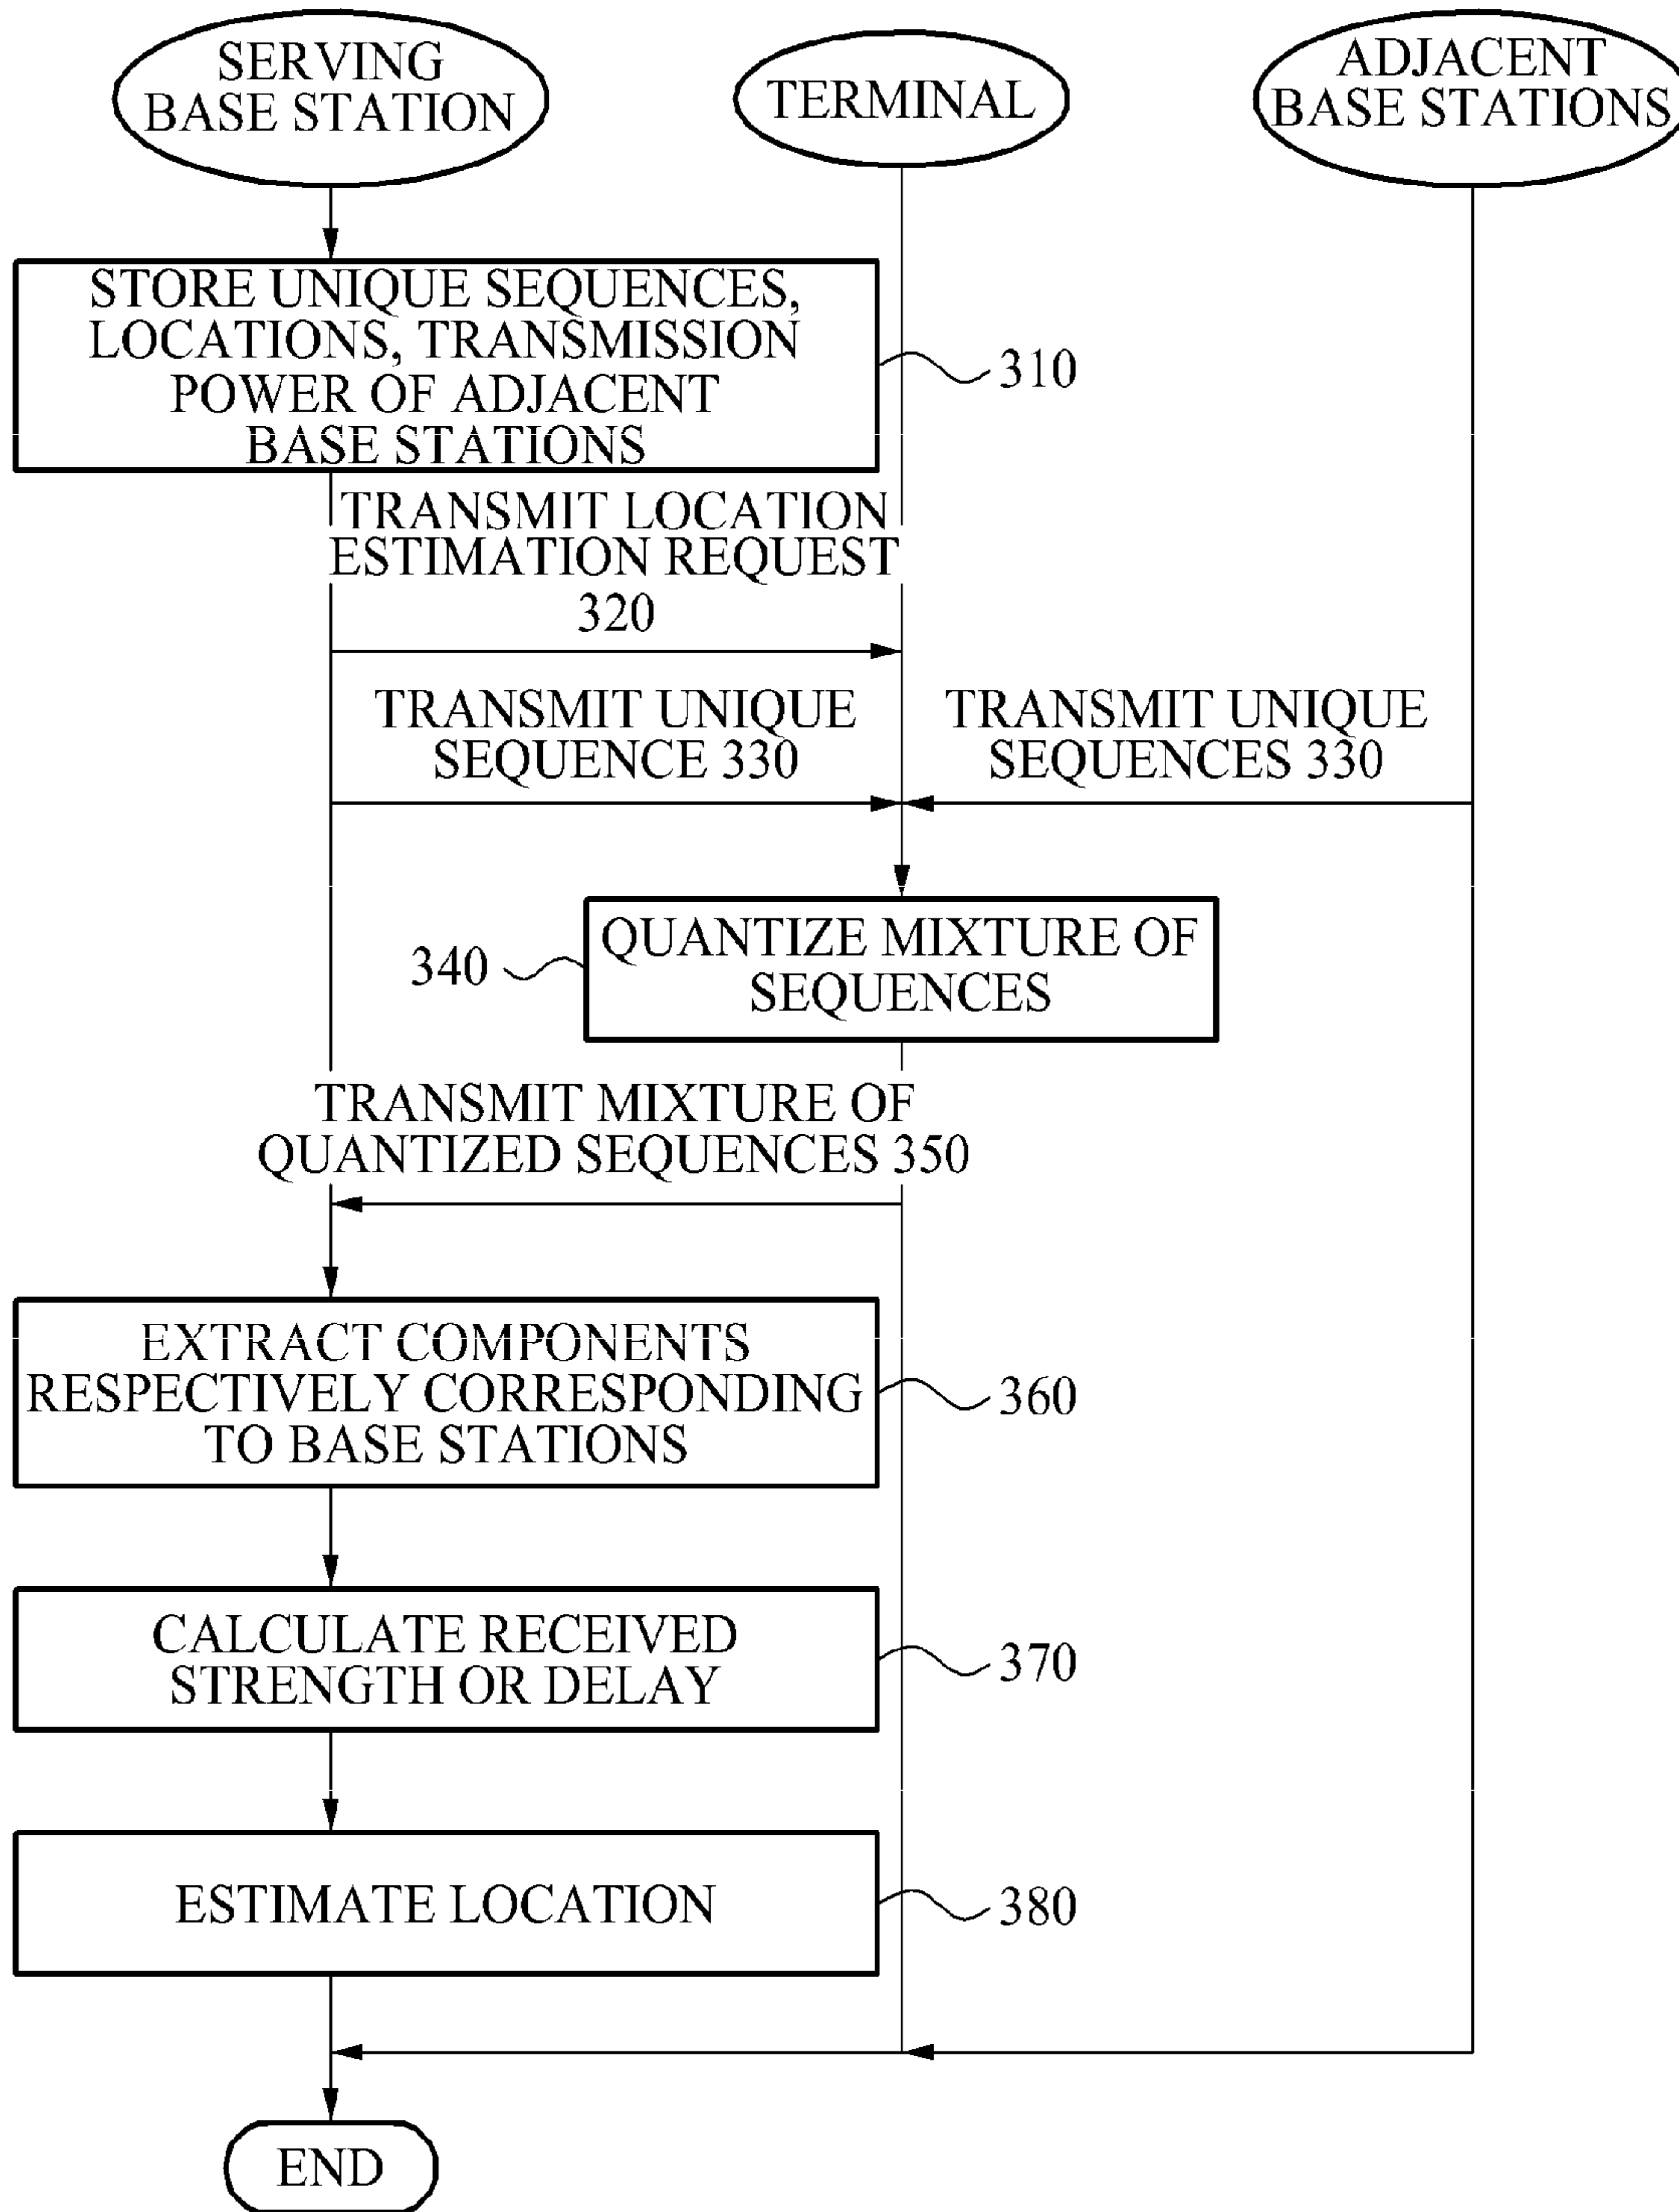 SERVING
BASE STATION
TERMINAL
ADJACENT
BASE STATIONS
STORE UNIQUE SEQUENCES,
LOCATIONS, TRANSMISSION
POWER OF ADJACENT
BASE STATIONS
310
TRANSMIT LOCATION
ESTIMATION REQUEST
320
TRANSMIT UNIQUE
SEQUENCE 330
TRANSMIT UNIQUE
SEQUENCES 330
340
QUANTIZE MIXTURE OF
SEQUENCES
TRANSMIT MIXTURE OF
QUANTIZED SEQUENCES 350
EXTRACT COMPONENTS
RESPECTIVELY CORRESPONDING
TO BASE STATIONS
360
CALCULATE RECEIVED
STRENGTH OR DELAY
370
ESTIMATE LOCATION
380
END